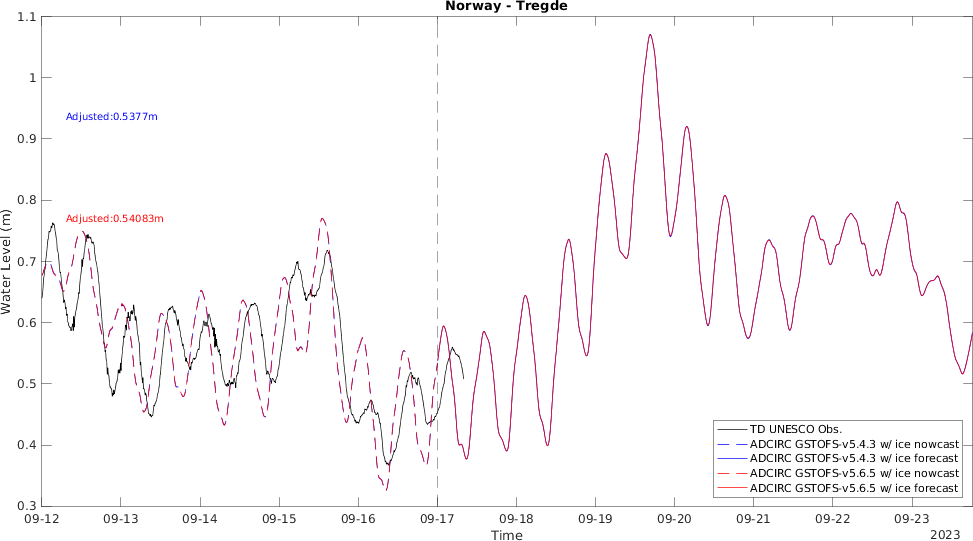 Norway - Tregde
1.1
1
0.9
0.8
0.7
0.6
0.5
0.4
0.3
Water Level (m)
Adjusted:0.5377m
Adjusted:0.54083m
TD UNESCO Obs.
ADCIRC GSTOFS-v5.4.3 w/ ice nowcast
ADCIRC GSTOFS-v5.4.3 w/ ice forecast
ADCIRC GSTOFS-v5.6.5 w/ ice nowcast
ADCIRC GSTOFS-v5.6.5 w/ ice forecast
09-12 09-13 09-14 09-15 09-16 09-17 09-18 09-19 09-20 09-21 09-22 09-23
Time
2023